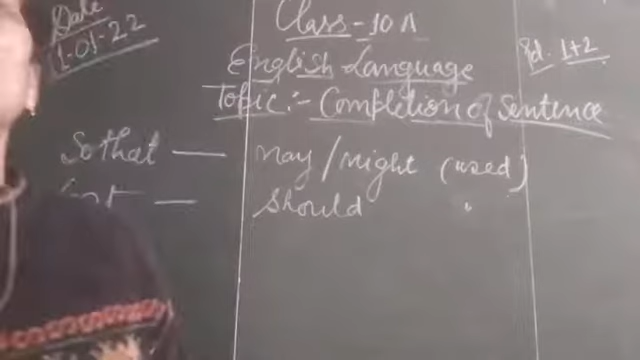 Date
1-01-22
Class-10 A
English Language
Pd. 1+2
Topic:- Completion of Sentence
So that — may/might (used)
— should "